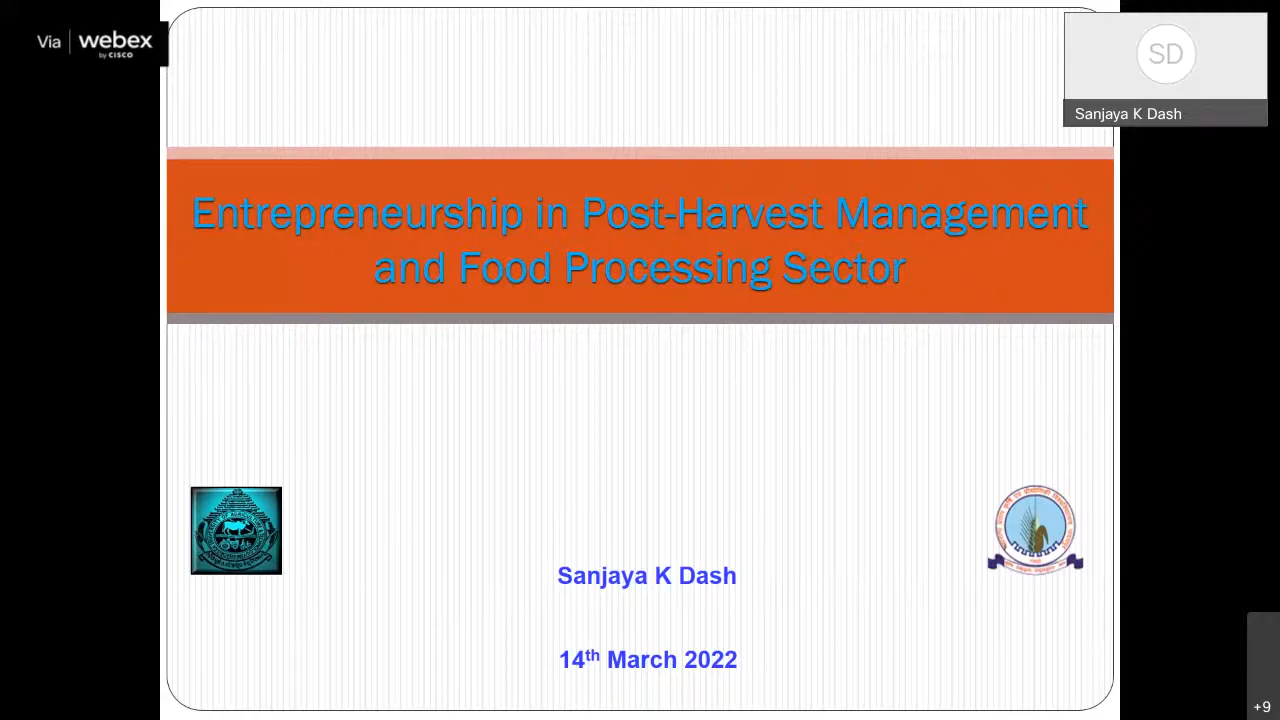 Via webex
by CISCO
SD
Sanjaya K Dash
Entrepreneurship in Post-Harvest Management
and Food Processing Sector
Sanjaya K Dash
14th March 2022
+9